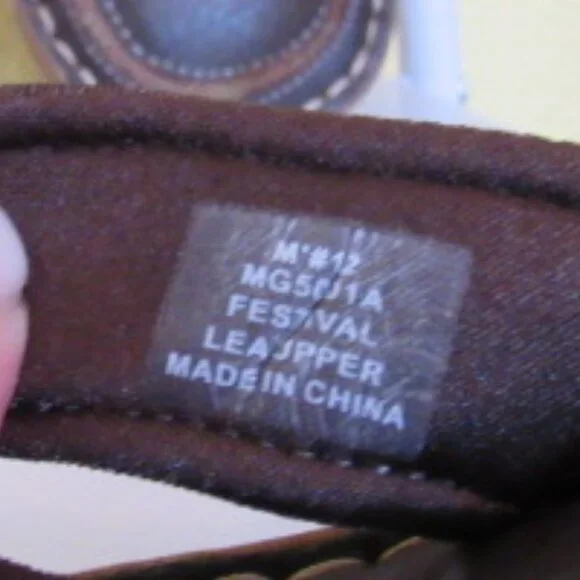 M*#12
FESTIVAL
LEA UPPER
MADE IN CHINA